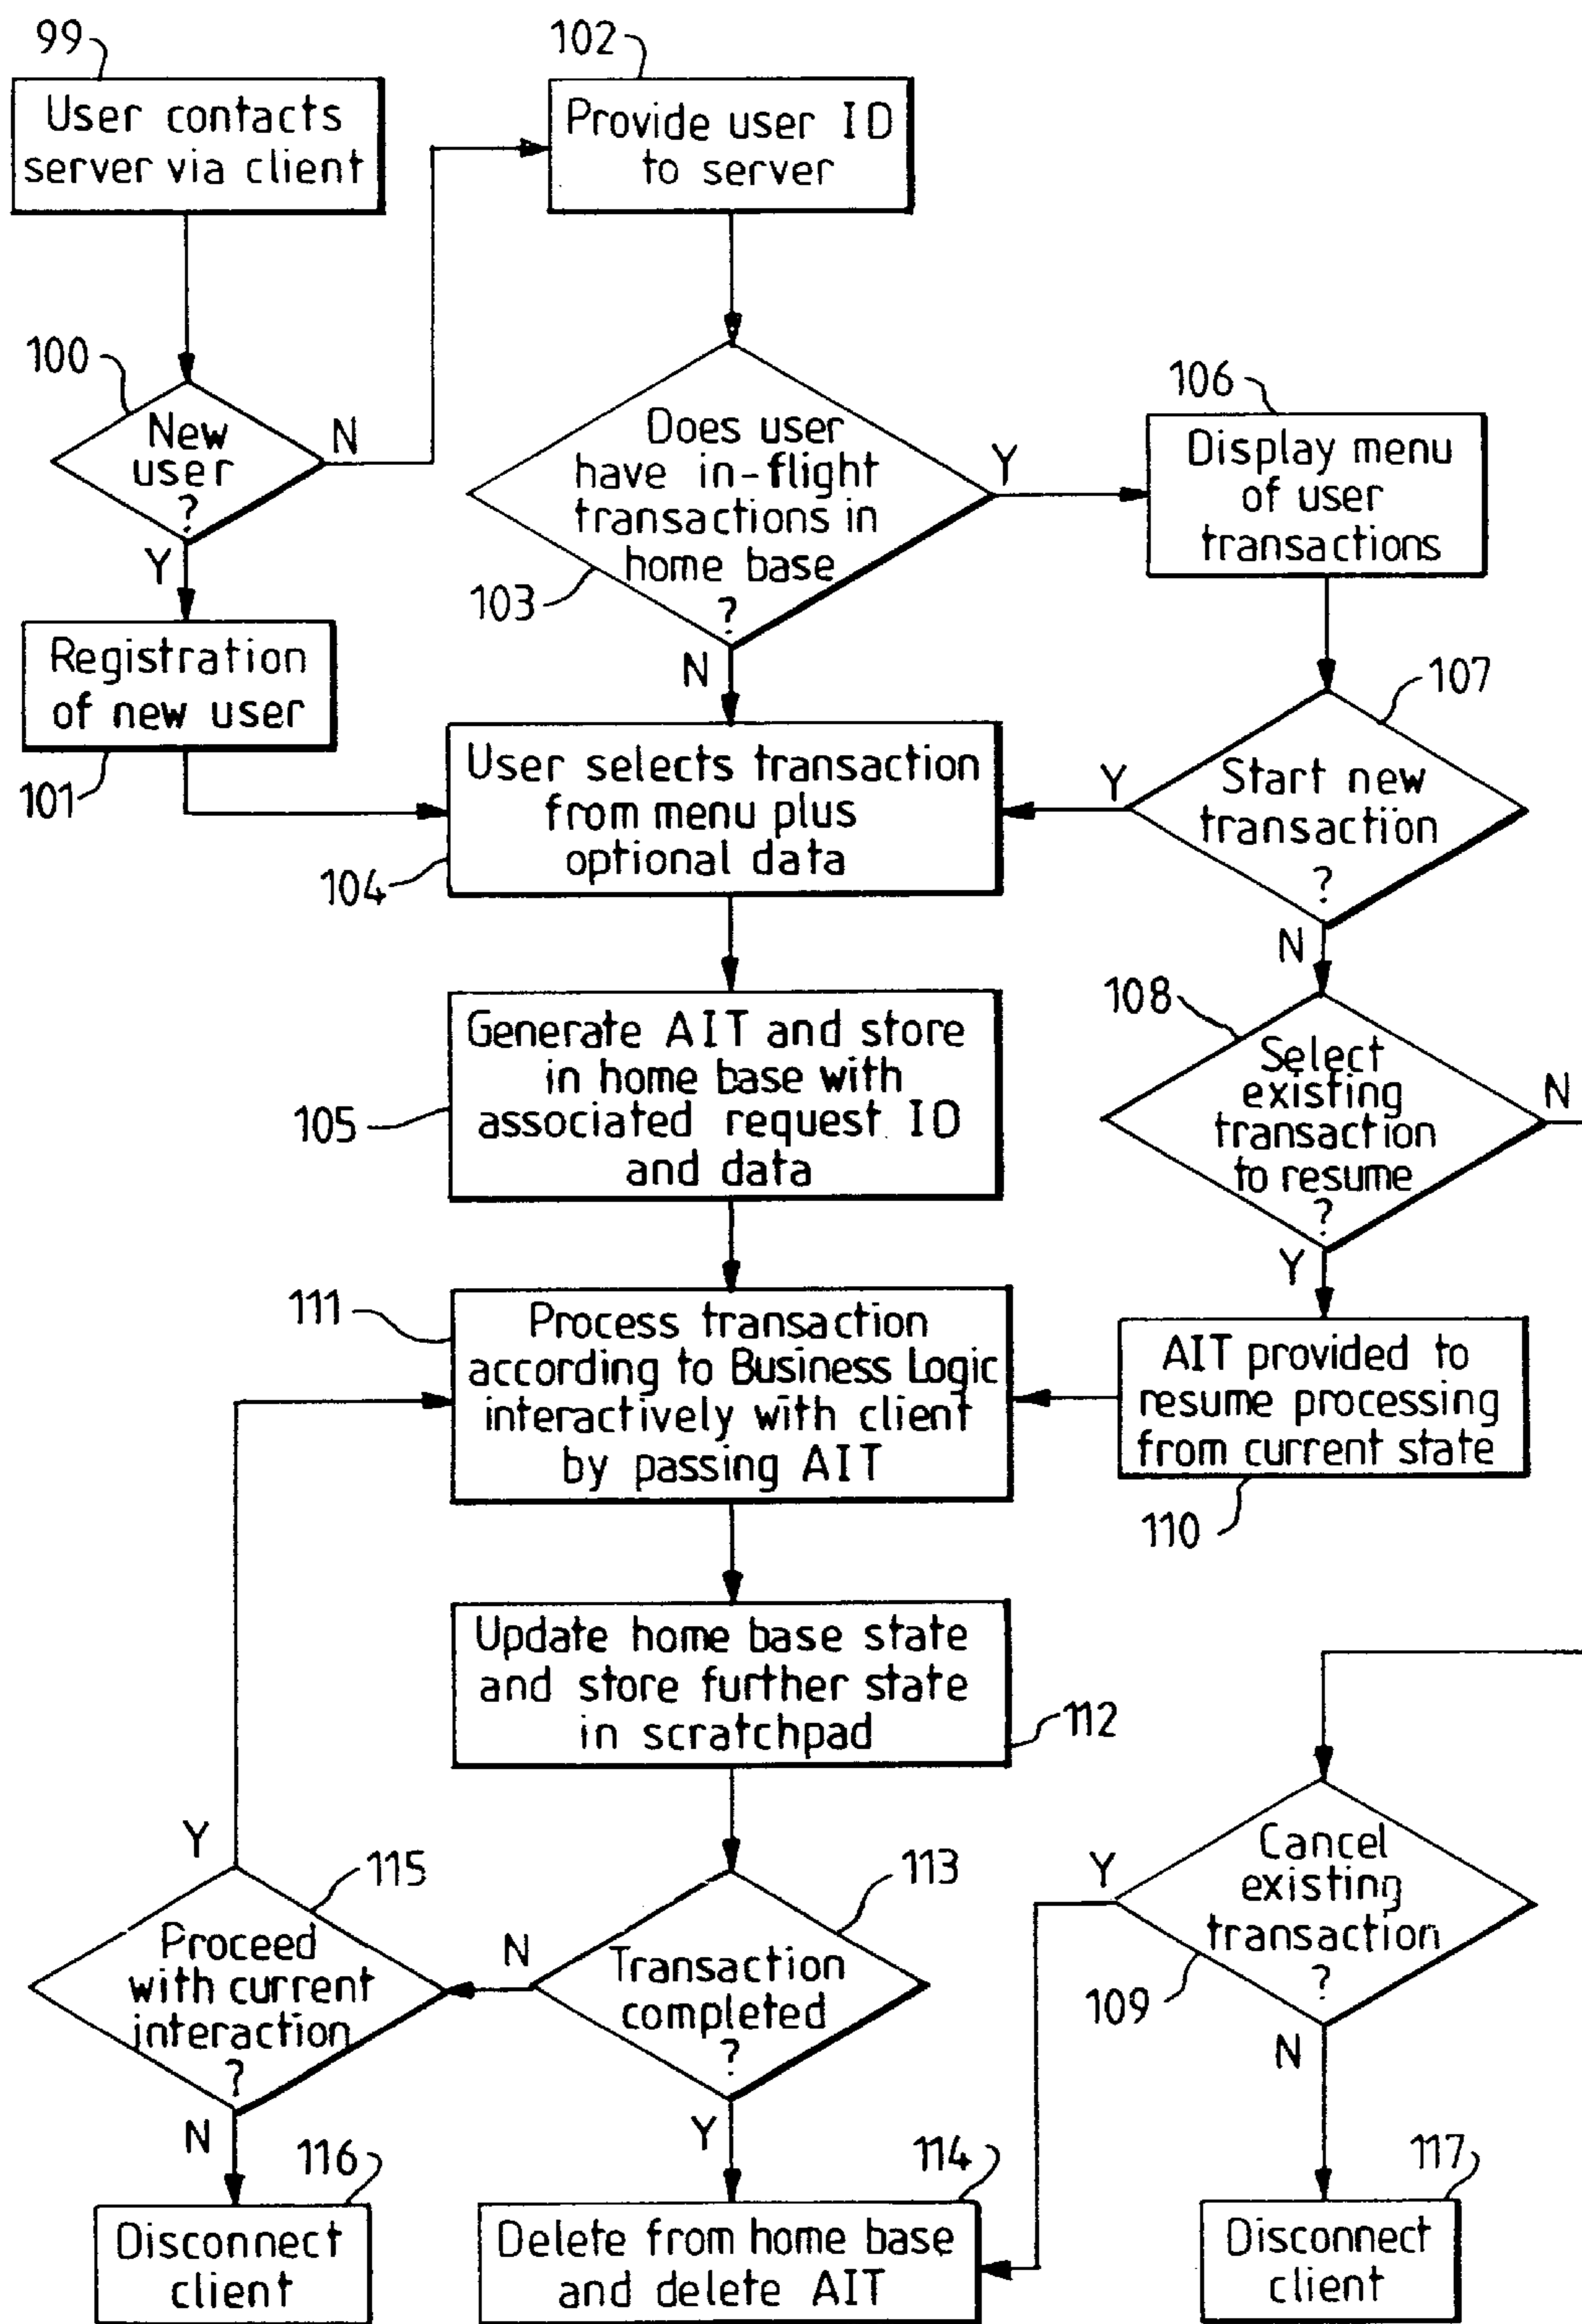 99
User contacts
server via client
102
Provide user ID
to server
100
New
user
?
N
Y
Registration
of new user
101
Does user
have in-flight
transactions in
home base
?
103
Y
N
106
Display menu
of user
transactions
107
Start new
transaction
?
Y
N
User selects transaction
from menu plus
optional data
104
Generate AIT and store
in home base with
associated request ID
and data
105
108
Select
existing
transaction
to resume
?
N
Y
111
Process transaction
according to Business Logic
interactively with client
by passing AIT
AIT provided to
resume processing
from current state
110
Update home base state
and store further state
in scratchpad
112
Y
115
Proceed
with current
interaction
?
N
113
N
Transaction
completed
?
Y
Y
Cancel
existing
transaction
?
109
N
116
Disconnect
client
114
Delete from home base
and delete AIT
117
Disconnect
client